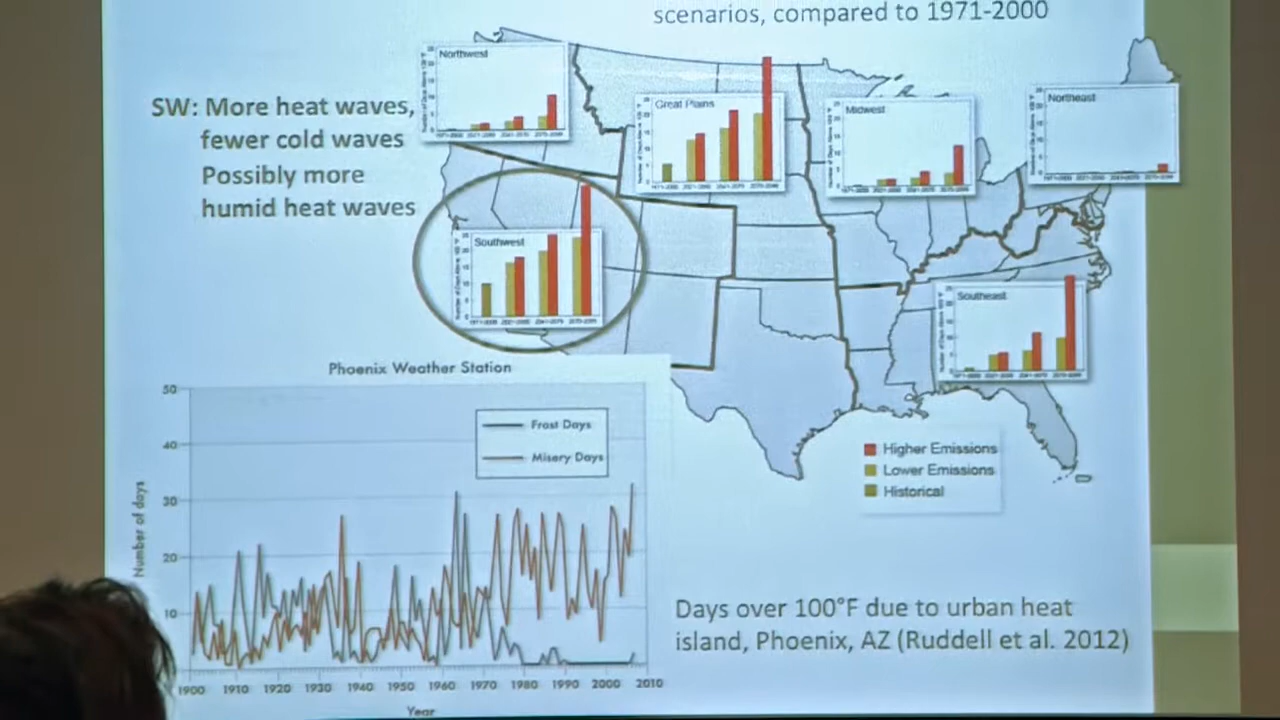 scenarios, compared to 1971-2000
SW: More heat waves,
fewer cold waves
Possibly more
humid heat waves
Northwest
Great Plains
Midwest
Northeast
Southwest
Southeast
Higher Emissions
Lower Emissions
Historical
Phoenix Weather Station
Frost Days
Misery Days
Number of days
50
40
30
20
10
1900 1910 1920 1930 1940 1950 1960 1970 1980 1990 2000 2010
Year
Days over 100°F due to urban heat
island, Phoenix, AZ (Ruddell et al. 2012)